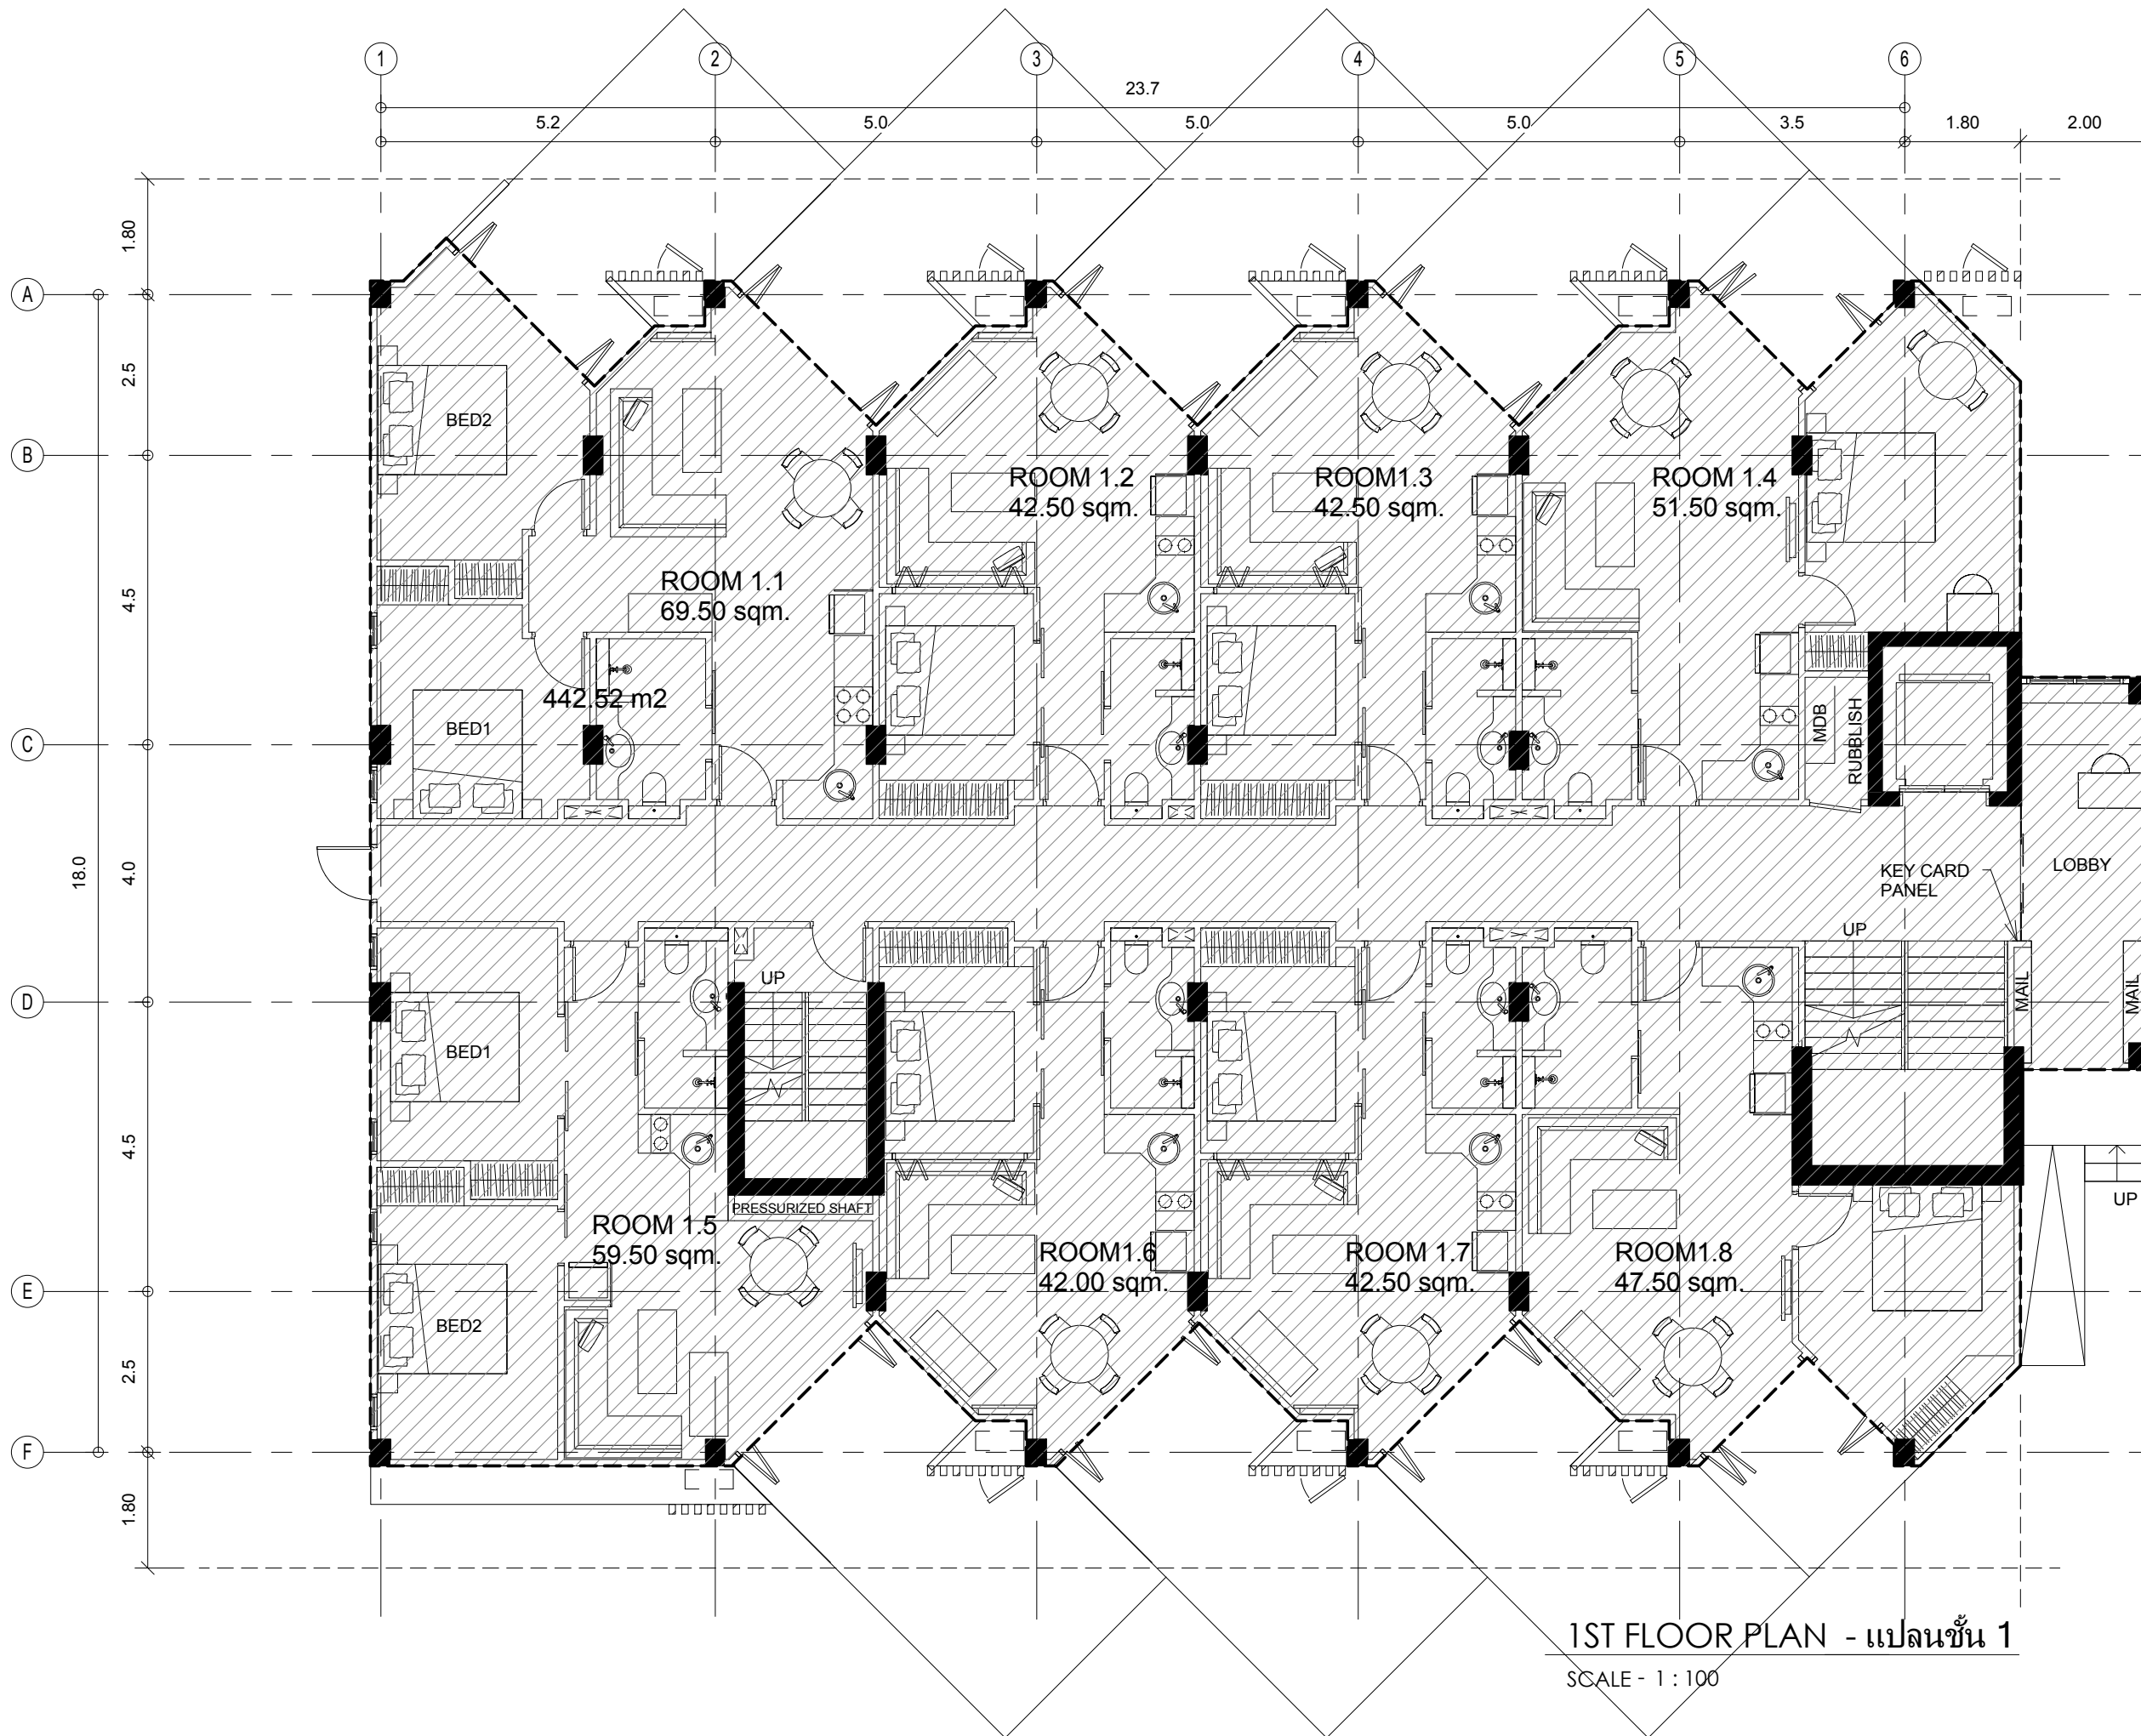 1
2
3
4
5
6
23.7
5.2
5.0
5.0
5.0
3.5
1.80
2.00
1.80
A
2.5
BED2
B
ROOM 1.2
42.50 sqm.
ROOM1.3
42.50 sqm.
ROOM 1.4
51.50 sqm.
4.5
ROOM 1.1
69.50 sqm.
442.52 m2
BED1
C
MDB
RUBBLISH
18.0
4.0
KEY CARD
PANEL
LOBBY
UP
UP
MAIL
MAIL
D
BED1
4.5
PRESSURIZED SHAFT
UP
ROOM 1.5
59.50 sqm.
ROOM1.6
42.00 sqm.
ROOM 1.7
42.50 sqm.
ROOM1.8
47.50 sqm.
E
BED2
2.5
F
1.80
1ST FLOOR PLAN - แปลนชั้น 1
SCALE - 1 : 100